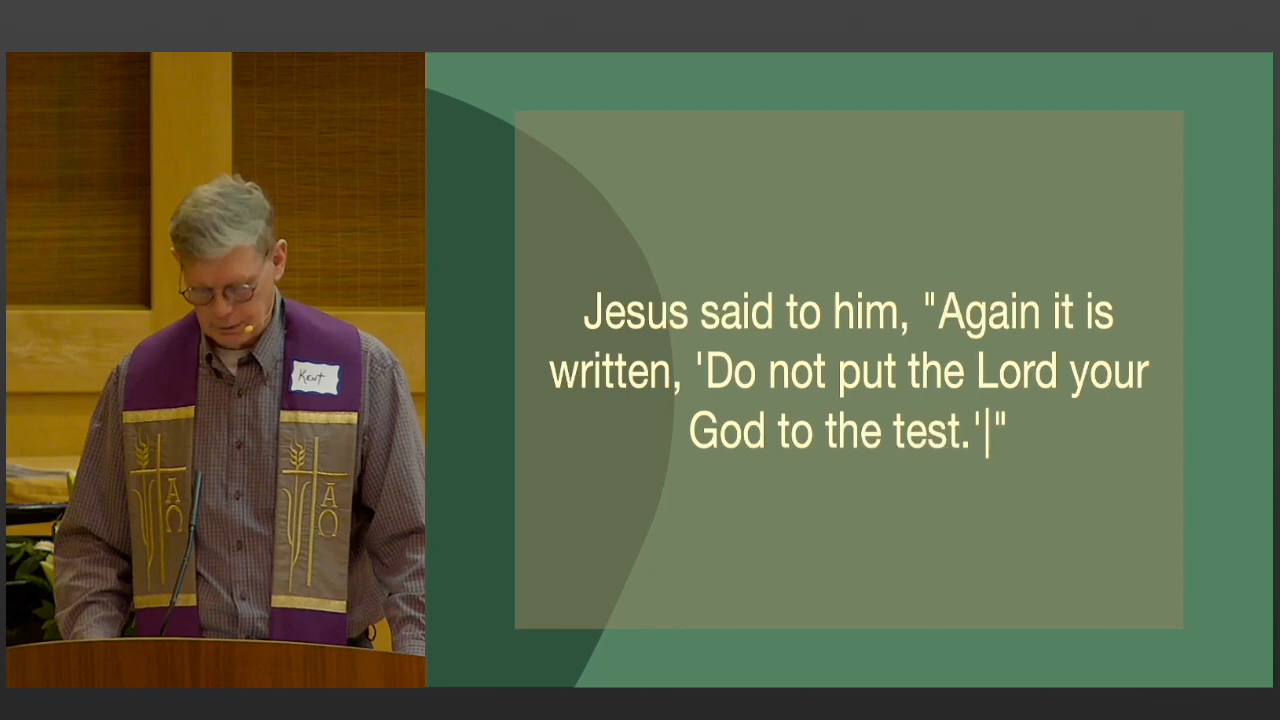 Kent
Α
Ω
Α
Ω
Jesus said to him, "Again it is
written, 'Do not put the Lord your
God to the test.'|"